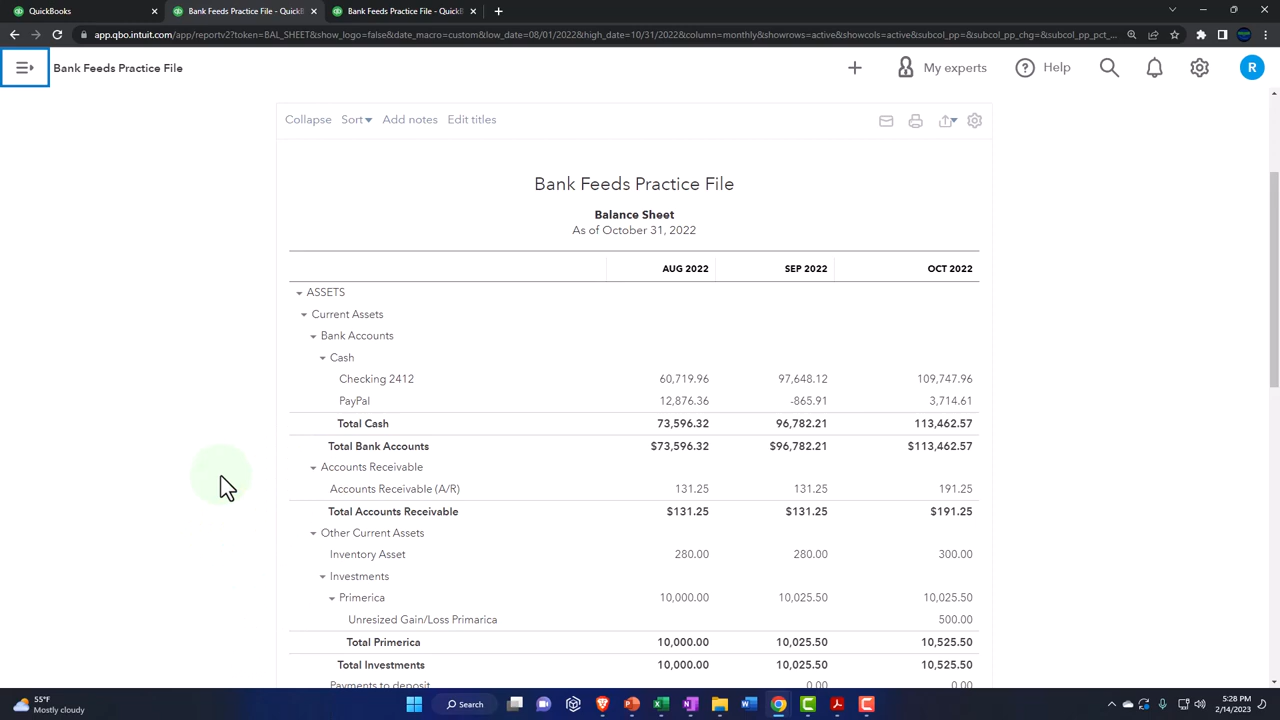 QuickBooks
Bank Feeds Practice File - QuickB
Bank Feeds Practice File - QuickB
qbo.intuit.com/app/reportv2?token=BAL_SHEET&show_logo=false&date_macro=custom&low_date=08/01/2022&high_date=10/31/2022&column=monthly&showrows=active&showcols=active&subcol_pp=&subcol_pp_chg=&subcol_pp_pct_...
Bank Feeds Practice File
My experts
Help
R
Collapse Sort Add notes Edit titles
Bank Feeds Practice File
Balance Sheet
As of October 31, 2022
AUG 2022 SEP 2022 OCT 2022
ASSETS
Current Assets
Bank Accounts
Cash
Checking 2412 60,719.96 97,648.12 109,747.96
PayPal 12,876.36 -865.91 3,714.61
Total Cash 73,596.32 96,782.21 113,462.57
Total Bank Accounts $73,596.32 $96,782.21 $113,462.57
Accounts Receivable
Accounts Receivable (A/R) 131.25 131.25 191.25
Total Accounts Receivable $131.25 $131.25 $191.25
Other Current Assets
Inventory Asset 280.00 280.00 300.00
Investments
Primerica 10,000.00 10,025.50 10,025.50
Unresized Gain/Loss Primarica 500.00
Total Primerica 10,000.00 10,025.50 10,525.50
Total Investments 10,000.00 10,025.50 10,525.50
Payments to deposit 0.00 0.00
55°F
Mostly cloudy
Search
5:28 PM
2/14/2023